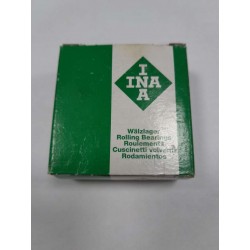 I
INA
A
Wälzlager
Rolling Bearings
Roulements
Cuscinetti volventi
Rodamientos